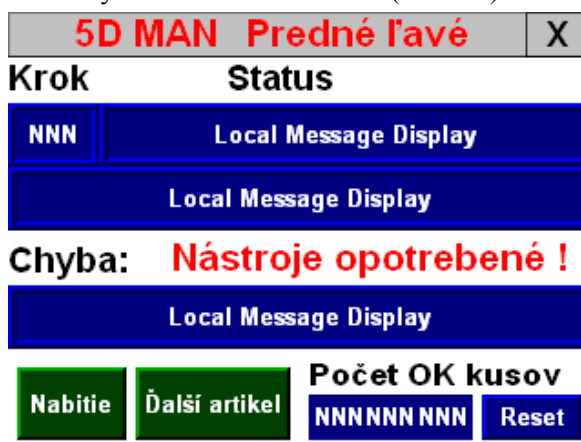 5D MAN Predné ľavé X
Krok Status
NNN Local Message Display
Local Message Display
Chyba: Nástroje opotrebené !
Local Message Display
Počet OK kusov
Nabitie Ďalší artikel NNNNNNNNN Reset